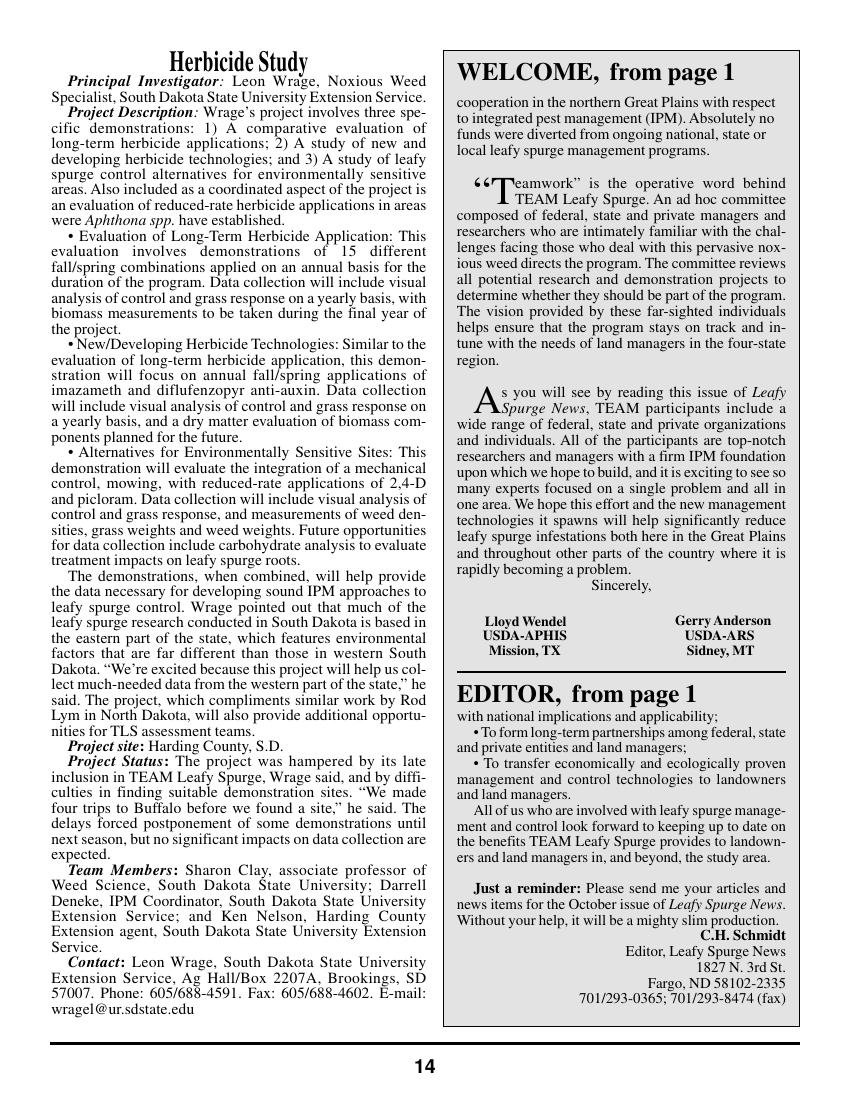 Herbicide Study
Principal Investigator: Leon Wrage, Noxious Weed
Specialist, South Dakota State University Extension Service.
Project Description: Wrage's project involves three spe-
cific demonstrations: 1) A comparative evaluation of
long-term herbicide applications; 2) A study of new and
developing herbicide technologies; and 3) A study of leafy
spurge control alternatives for environmentally sensitive
areas. Also included as a coordinated aspect of the project is
an evaluation of reduced-rate herbicide applications in areas
were Aphthona spp. have established.
• Evaluation of Long-Term Herbicide Application: This
evaluation involves demonstrations of 15 different
fall/spring combinations applied on an annual basis for the
duration of the program. Data collection will include visual
analysis of control and grass response on a yearly basis, with
biomass measurements to be taken during the final year of
the project.
• New/Developing Herbicide Technologies: Similar to the
evaluation of long-term herbicide application, this demon-
stration will focus on annual fall/spring applications of
imazameth and diflufenzopyr anti-auxin. Data collection
will include visual analysis of control and grass response on
a yearly basis, and a dry matter evaluation of biomass com-
ponents planned for the future.
• Alternatives for Environmentally Sensitive Sites: This
demonstration will evaluate the integration of a mechanical
control, mowing, with reduced-rate applications of 2,4-D
and picloram. Data collection will include visual analysis of
control and grass response, and measurements of weed den-
sities, grass weights and weed weights. Future opportunities
for data collection include carbohydrate analysis to evaluate
treatment impacts on leafy spurge roots.
The demonstrations, when combined, will help provide
the data necessary for developing sound IPM approaches to
leafy spurge control. Wrage pointed out that much of the
leafy spurge research conducted in South Dakota is based in
the eastern part of the state, which features environmental
factors that are far different than those in western South
Dakota. “We're excited because this project will help us col-
lect much-needed data from the western part of the state,” he
said. The project, which compliments similar work by Rod
Lym in North Dakota, will also provide additional opportu-
nities for TLS assessment teams.
Project site: Harding County, S.D.
Project Status: The project was hampered by its late
inclusion in TEAM Leafy Spurge, Wrage said, and by diffi-
culties in finding suitable demonstration sites. “We made
four trips to Buffalo before we found a site,” he said. The
delays forced postponement of some demonstrations until
next season, but no significant impacts on data collection are
expected.
Team Members: Sharon Clay, associate professor of
Weed Science, South Dakota State University; Darrell
Deneke, IPM Coordinator, South Dakota State University
Extension Service; and Ken Nelson, Harding County
Extension agent, South Dakota State University Extension
Service.
Contact: Leon Wrage, South Dakota State University
Extension Service, Ag Hall/Box 2207A, Brookings, SD
57007. Phone: 605/688-4591. Fax: 605/688-4602. E-mail:
wragel@ur.sdstate.edu
WELCOME, from page 1
cooperation in the northern Great Plains with respect
to integrated pest management (IPM). Absolutely no
funds were diverted from ongoing national, state or
local leafy spurge management programs.
“Teamwork” is the operative word behind
TEAM Leafy Spurge. An ad hoc committee
composed of federal, state and private managers and
researchers who are intimately familiar with the chal-
lenges facing those who deal with this pervasive nox-
ious weed directs the program. The committee reviews
all potential research and demonstration projects to
determine whether they should be part of the program.
The vision provided by these far-sighted individuals
helps ensure that the program stays on track and in-
tune with the needs of land managers in the four-state
region.
As you will see by reading this issue of Leafy
Spurge News, TEAM participants include a
wide range of federal, state and private organizations
and individuals. All of the participants are top-notch
researchers and managers with a firm IPM foundation
upon which we hope to build, and it is exciting to see so
many experts focused on a single problem and all in
one area. We hope this effort and the new management
technologies it spawns will help significantly reduce
leafy spurge infestations both here in the Great Plains
and throughout other parts of the country where it is
rapidly becoming a problem.
Sincerely,
Lloyd Wendel
USDA-APHIS
Mission, TX
Gerry Anderson
USDA-ARS
Sidney, MT
EDITOR, from page 1
with national implications and applicability;
• To form long-term partnerships among federal, state
and private entities and land managers;
• To transfer economically and ecologically proven
management and control technologies to landowners
and land managers.
All of us who are involved with leafy spurge manage-
ment and control look forward to keeping up to date on
the benefits TEAM Leafy Spurge provides to landown-
ers and land managers in, and beyond, the study area.
Just a reminder: Please send me your articles and
news items for the October issue of Leafy Spurge News.
Without your help, it will be a mighty slim production.
C.H. Schmidt
Editor, Leafy Spurge News
1827 N. 3rd St.
Fargo, ND 58102-2335
701/293-0365; 701/293-8474 (fax)
14